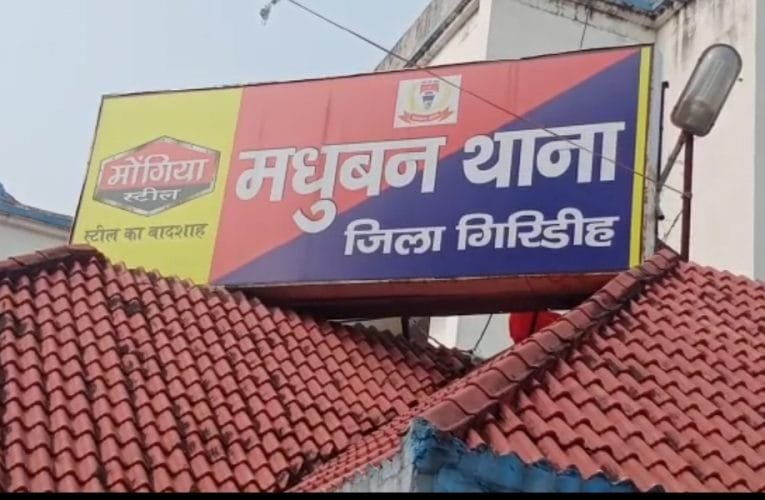 मोंगिया
स्टील
स्टील का बादशाह
मधुबन थाना
जिला गिरिडीह